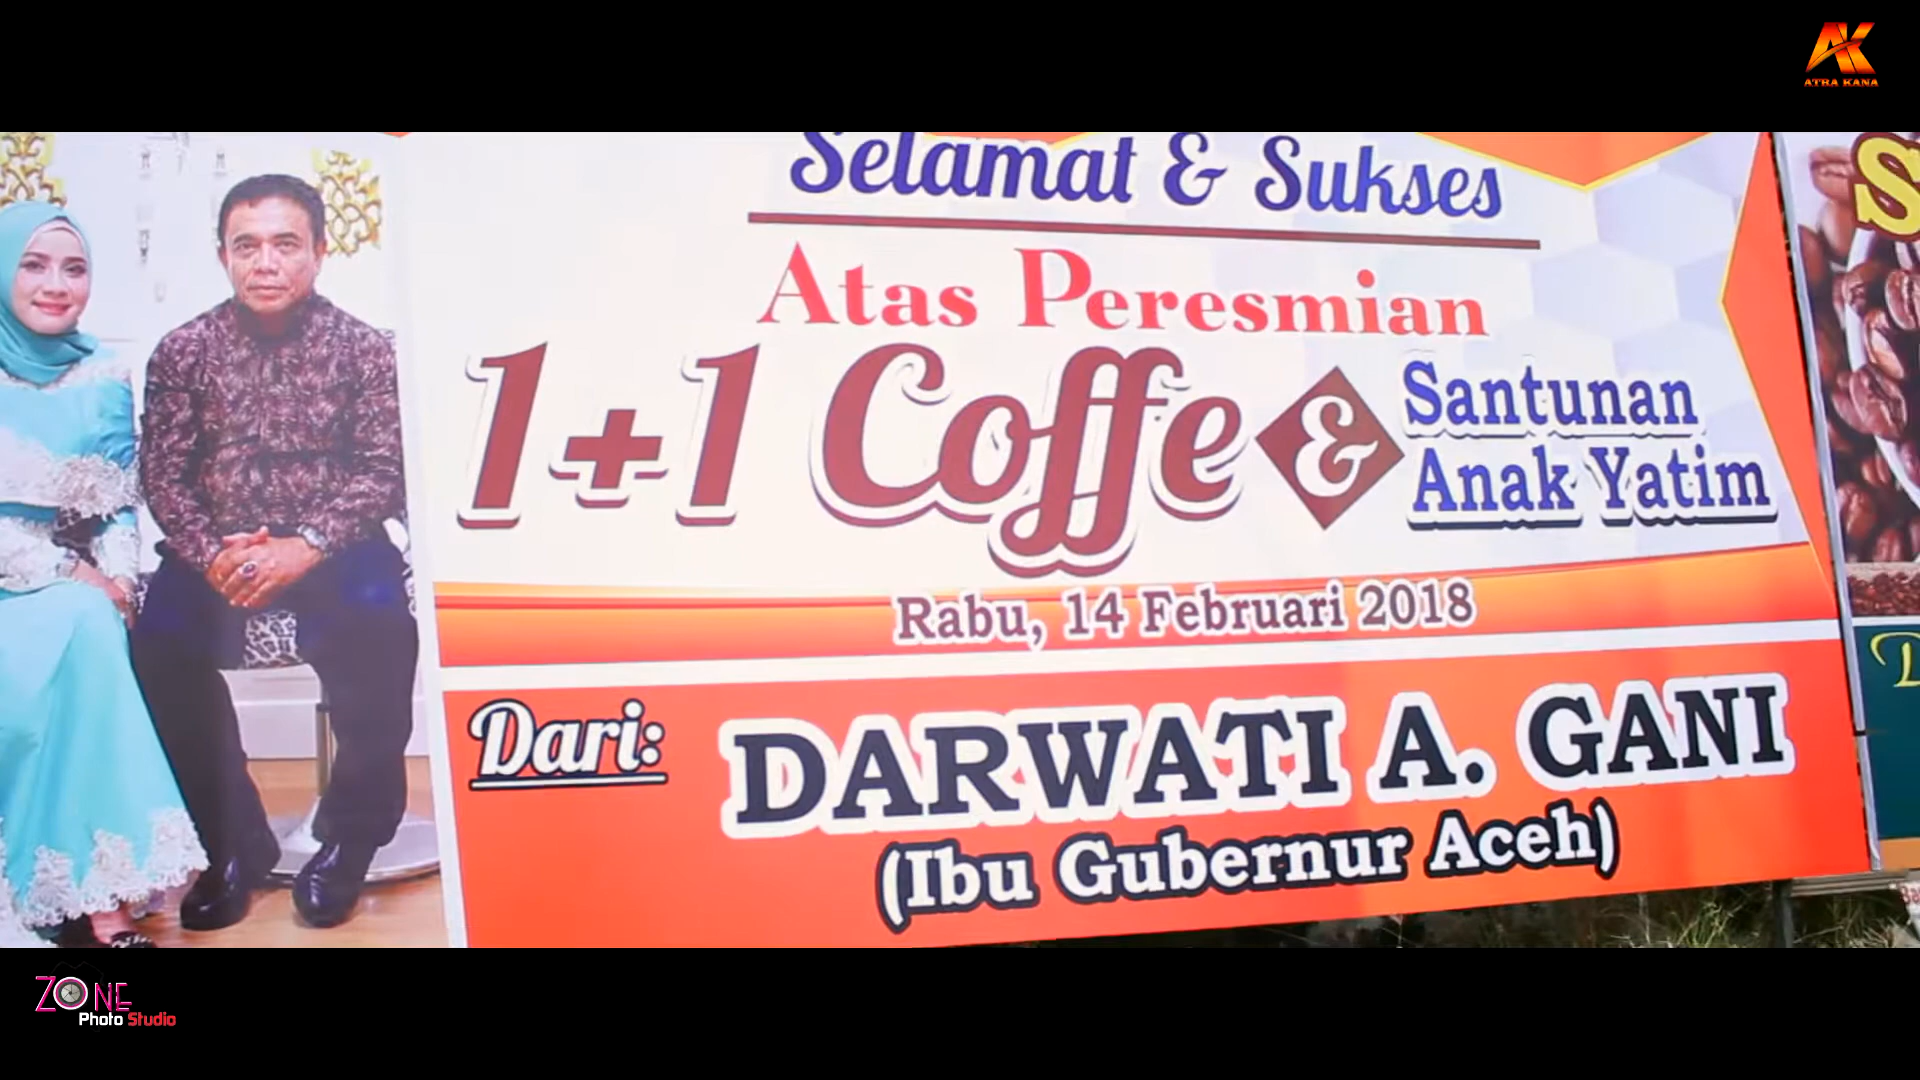 AK
ATRA KANA
Selamat & Sukses
Atas Peresmian
1+1 Coffe & Santunan
Anak Yatim
Rabu, 14 Februari 2018
Dari:
DARWATI A. GANI
(Ibu Gubernur Aceh)
ZONE
Photo Studio